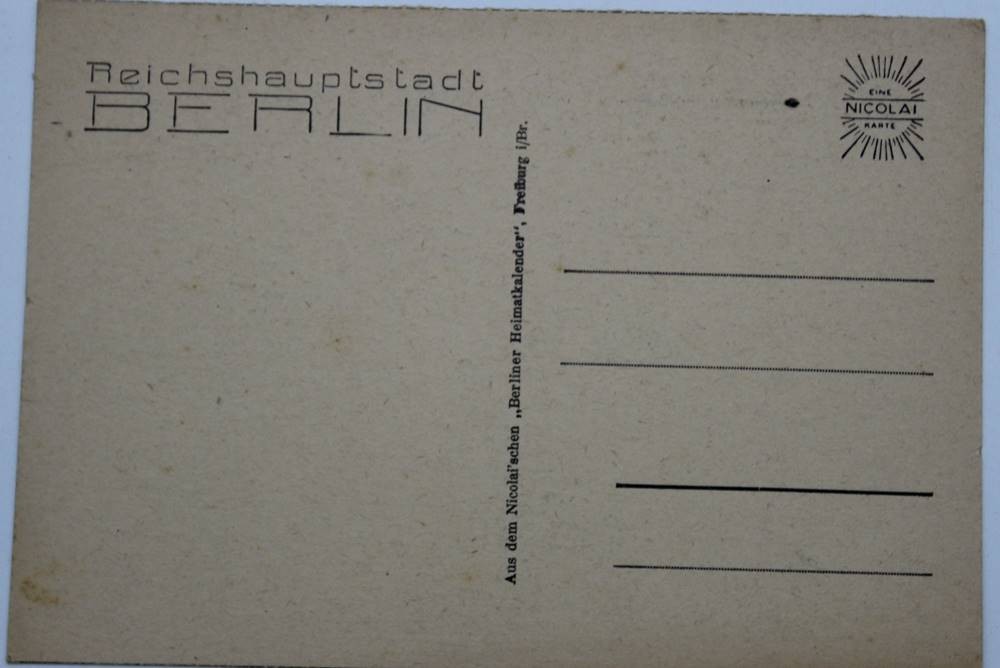 Reichshauptstadt
BERLIN
EINE
NICOLAI
KARTE
Aus dem Nicolai'schen „Berliner Heimatkalender“, Freiburg i/Br.